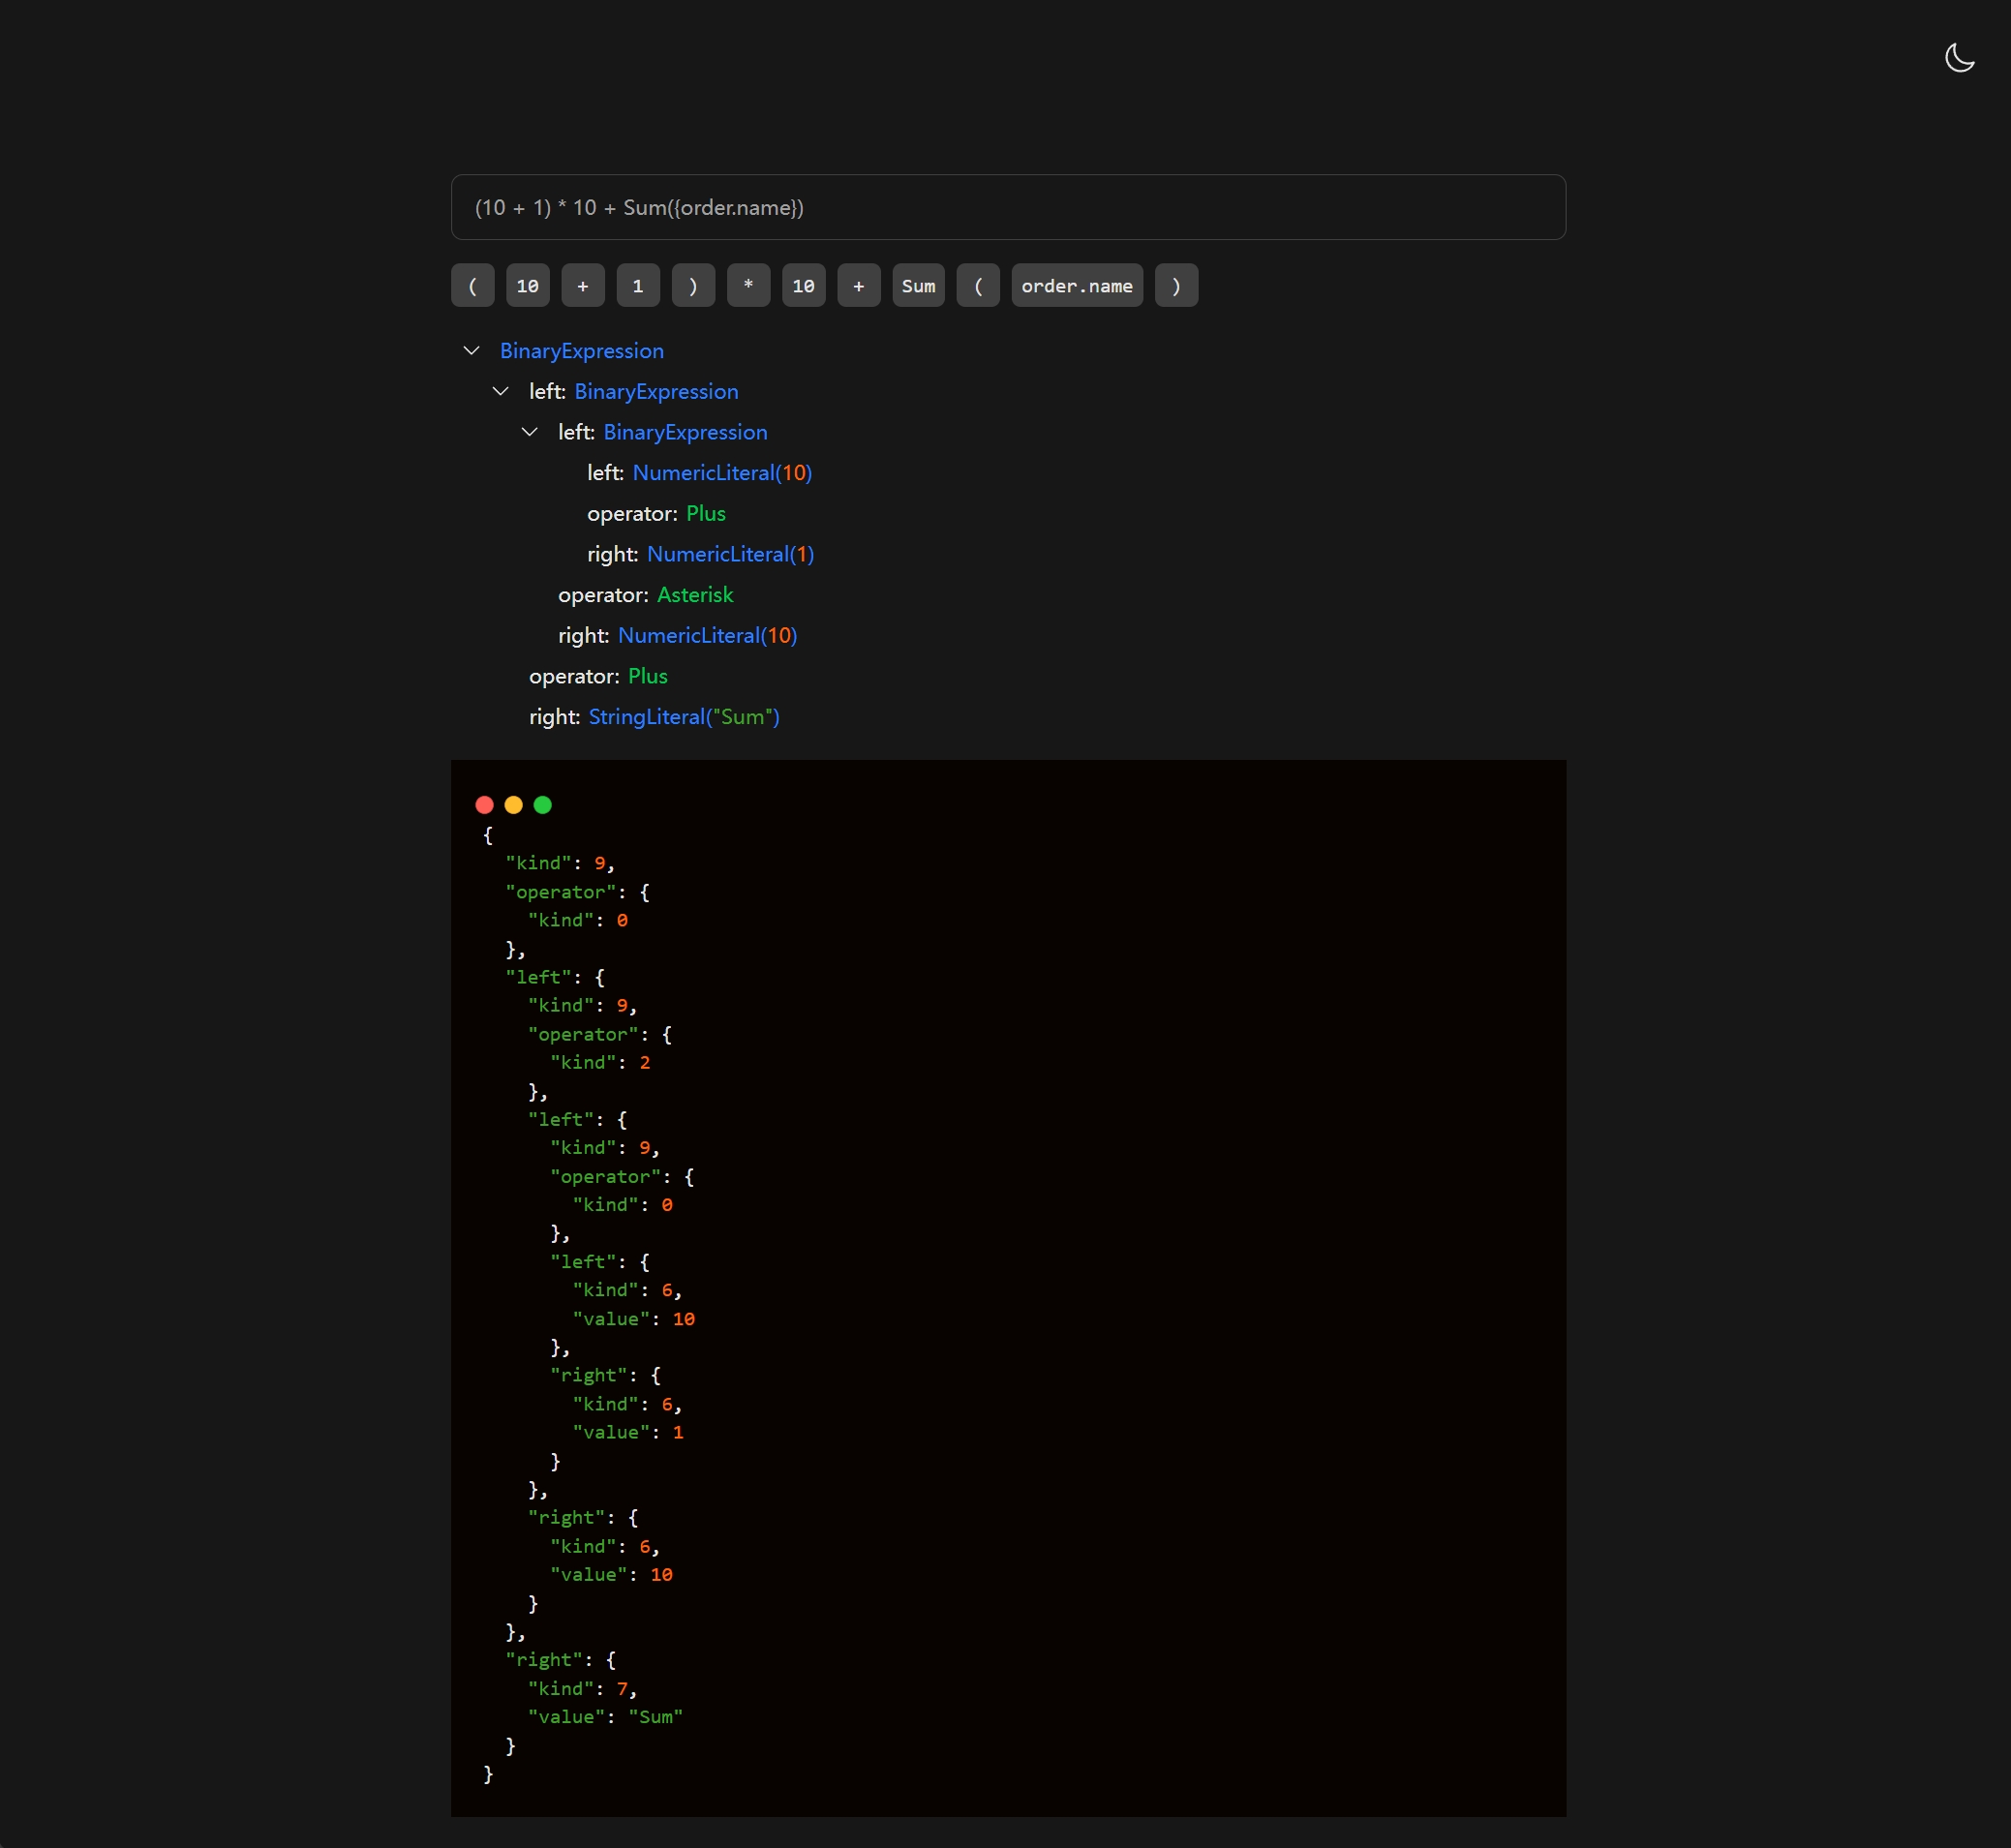 (10 + 1) * 10 + Sum({order.name})
( 10 + 1 ) * 10 + Sum ( order.name )
BinaryExpression
left: BinaryExpression
left: BinaryExpression
left: NumericLiteral(10)
operator: Plus
right: NumericLiteral(1)
operator: Asterisk
right: NumericLiteral(10)
operator: Plus
right: StringLiteral("Sum")
{
"kind": 9,
"operator": {
"kind": 0
},
"left": {
"kind": 9,
"operator": {
"kind": 2
},
"left": {
"kind": 9,
"operator": {
"kind": 0
},
"left": {
"kind": 6,
"value": 10
},
"right": {
"kind": 6,
"value": 1
}
},
"right": {
"kind": 6,
"value": 10
}
},
"right": {
"kind": 7,
"value": "Sum"
}
}